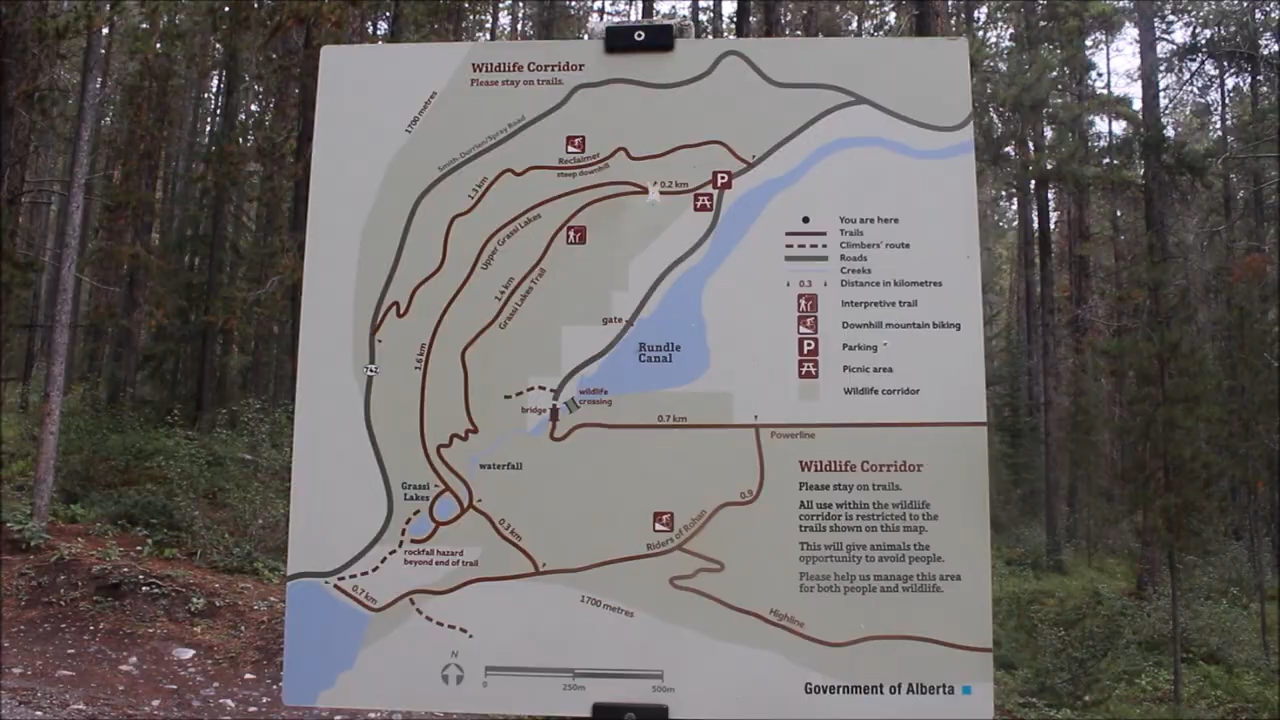 Wildlife Corridor
Please stay on trails.
1700 metres
Smith-Dorrien/Spray Road
Reclaimer
steep downhill
1.3 km
0.2 km
P
Upper Grassi Lakes
1.4 km
Grassi Lakes Trail
1.6 km
742
gate
Rundle
Canal
wildlife
crossing
bridge
0.7 km
Powerline
waterfall
Grassi
Lakes
0.9
0.3 km
Riders of Rohan
rockfall hazard
beyond end of trail
0.7 km
1700 metres
Highline
You are here
Trails
Climbers' route
Roads
Creeks
0.3 Distance in kilometres
Interpretive trail
Downhill mountain biking
P Parking
Picnic area
Wildlife corridor
Wildlife Corridor
Please stay on trails.
All use within the wildlife
corridor is restricted to the
trails shown on this map.
This will give animals the
opportunity to avoid people.
Please help us manage this area
for both people and wildlife.
N
0 250m 500m
Government of Alberta